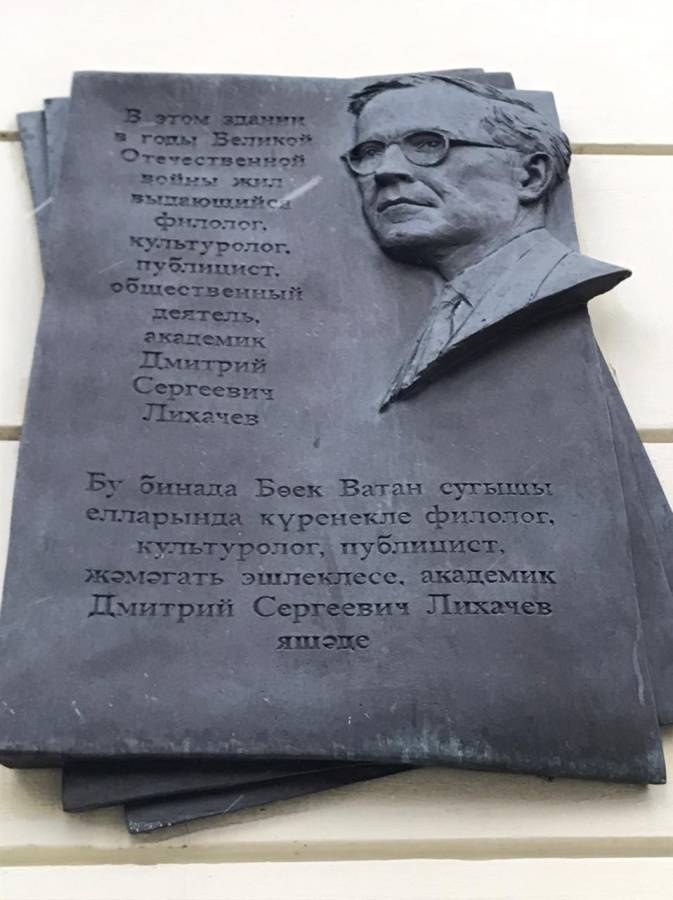 В этом здании
в годы Великой
Отечественной
войны жил
выдающийся
филолог,
культуролог,
публицист,
общественный
деятель,
академик
Дмитрий
Сергеевич
Лихачев
Бу бинада Бөек Ватан сугышы
елларында күренекле филолог,
культуролог, публицист,
җәмәгать эшлеклесе, академик
Дмитрий Сергеевич Лихачев
яшәде